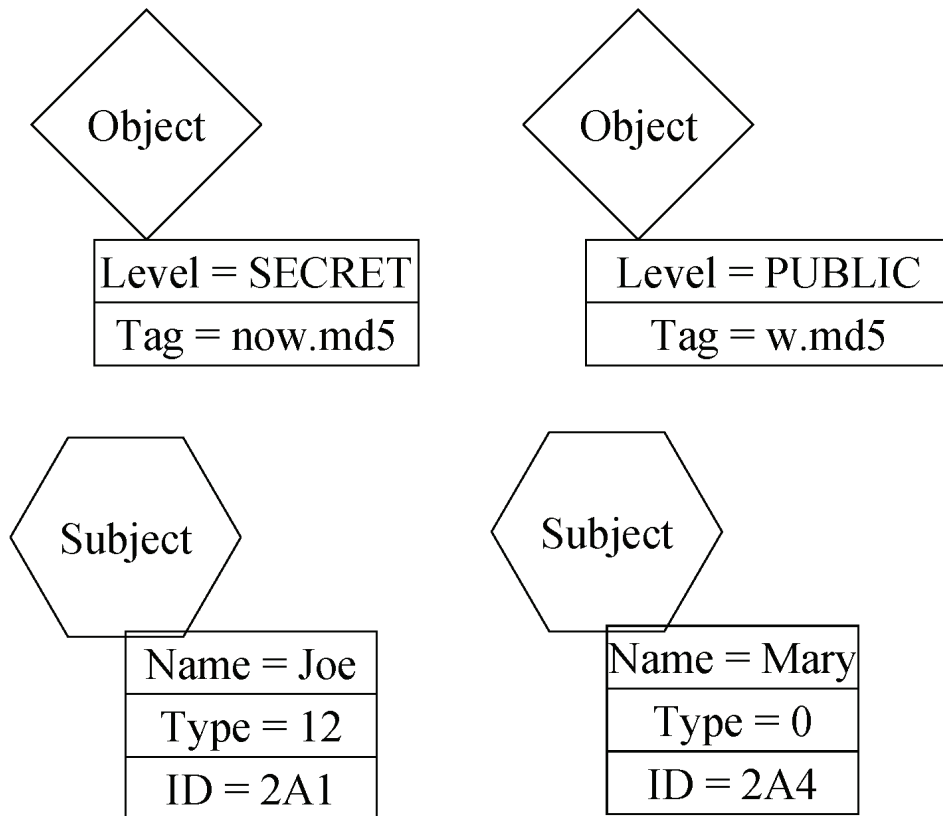 Object
Level = SECRET
Tag = now.md5
Object
Level = PUBLIC
Tag = w.md5
Subject
Name = Joe
Type = 12
ID = 2A1
Subject
Name = Mary
Type = 0
ID = 2A4